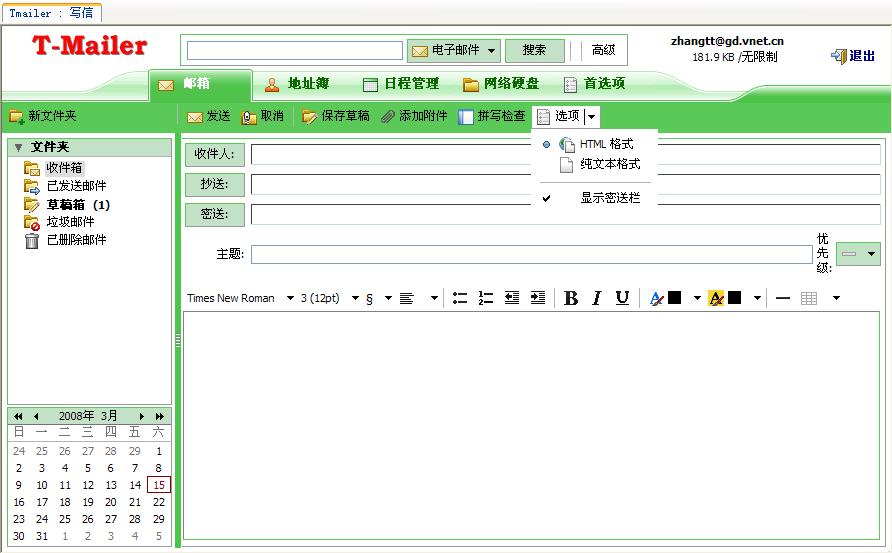 Tmailer : 写信
T-Mailer
电子邮件 搜索 高级
zhangtt@gd.vnet.cn
181.9 KB /无限制
退出
邮箱 地址簿 日程管理 网络硬盘 首选项
新文件夹 发送 取消 保存草稿 添加附件 拼写检查 选项
HTML 格式
纯文本格式
显示密送栏
文件夹
收件箱
已发送邮件
草稿箱 (1)
垃圾邮件
已删除邮件
收件人:
抄送:
密送:
主题:
优先级:
Times New Roman 3 (12pt) § B I U A A
2008年 3月
日 一 二 三 四 五 六
24 25 26 27 28 29 1
2 3 4 5 6 7 8
9 10 11 12 13 14 15
16 17 18 19 20 21 22
23 24 25 26 27 28 29
30 31 1 2 3 4 5